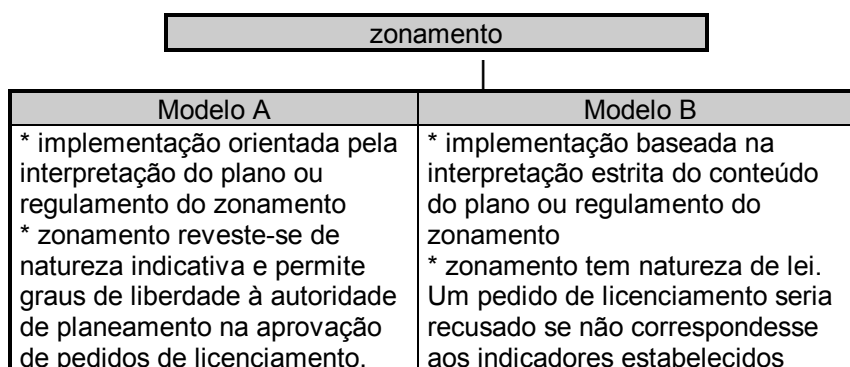 zonamento
Modelo A
* implementação orientada pela
interpretação do plano ou
regulamento do zonamento
* zonamento reveste-se de
natureza indicativa e permite
graus de liberdade à autoridade
de planeamento na aprovação
de pedidos de licenciamento.
Modelo B
* implementação baseada na
interpretação estrita do conteúdo
do plano ou regulamento do
zonamento
* zonamento tem natureza de lei.
Um pedido de licenciamento seria
recusado se não correspondesse
aos indicadores estabelecidos